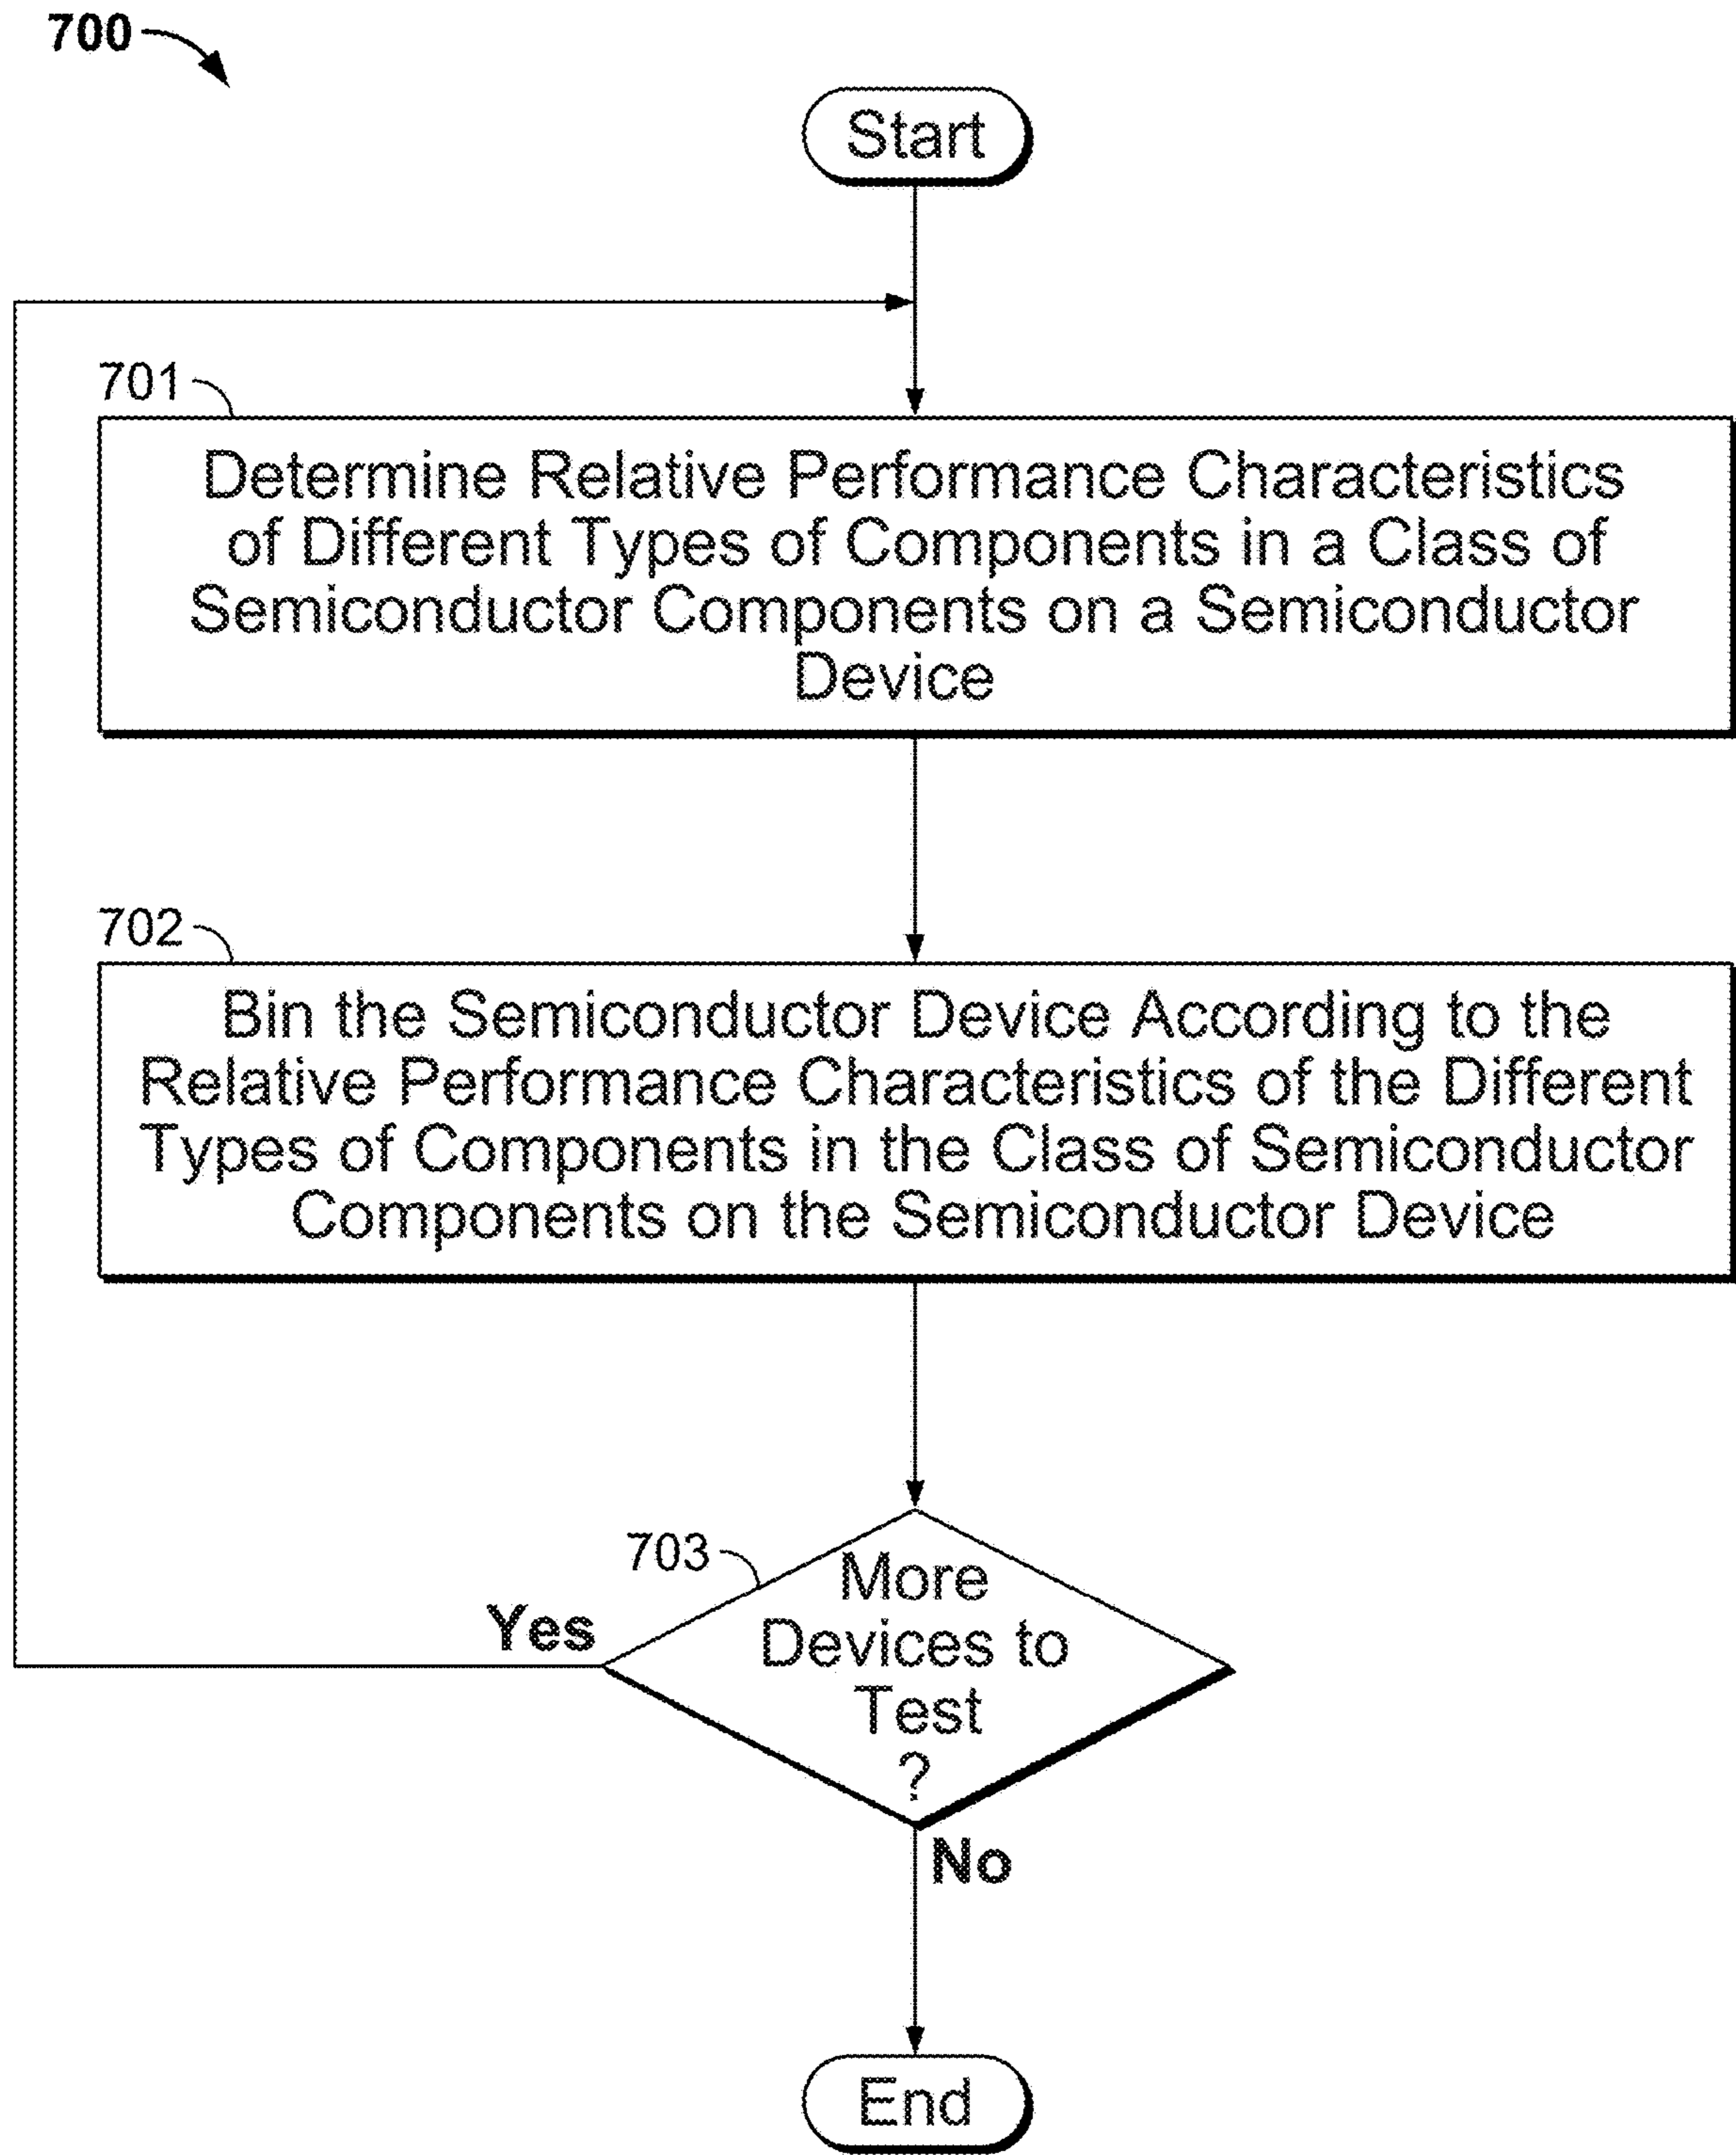 700
Start
701
Determine Relative Performance Characteristics
of Different Types of Components in a Class of
Semiconductor Components on a Semiconductor
Device
702
Bin the Semiconductor Device According to the
Relative Performance Characteristics of the Different
Types of Components in the Class of Semiconductor
Components on the Semiconductor Device
703
More
Devices to
Test
?
Yes
No
End